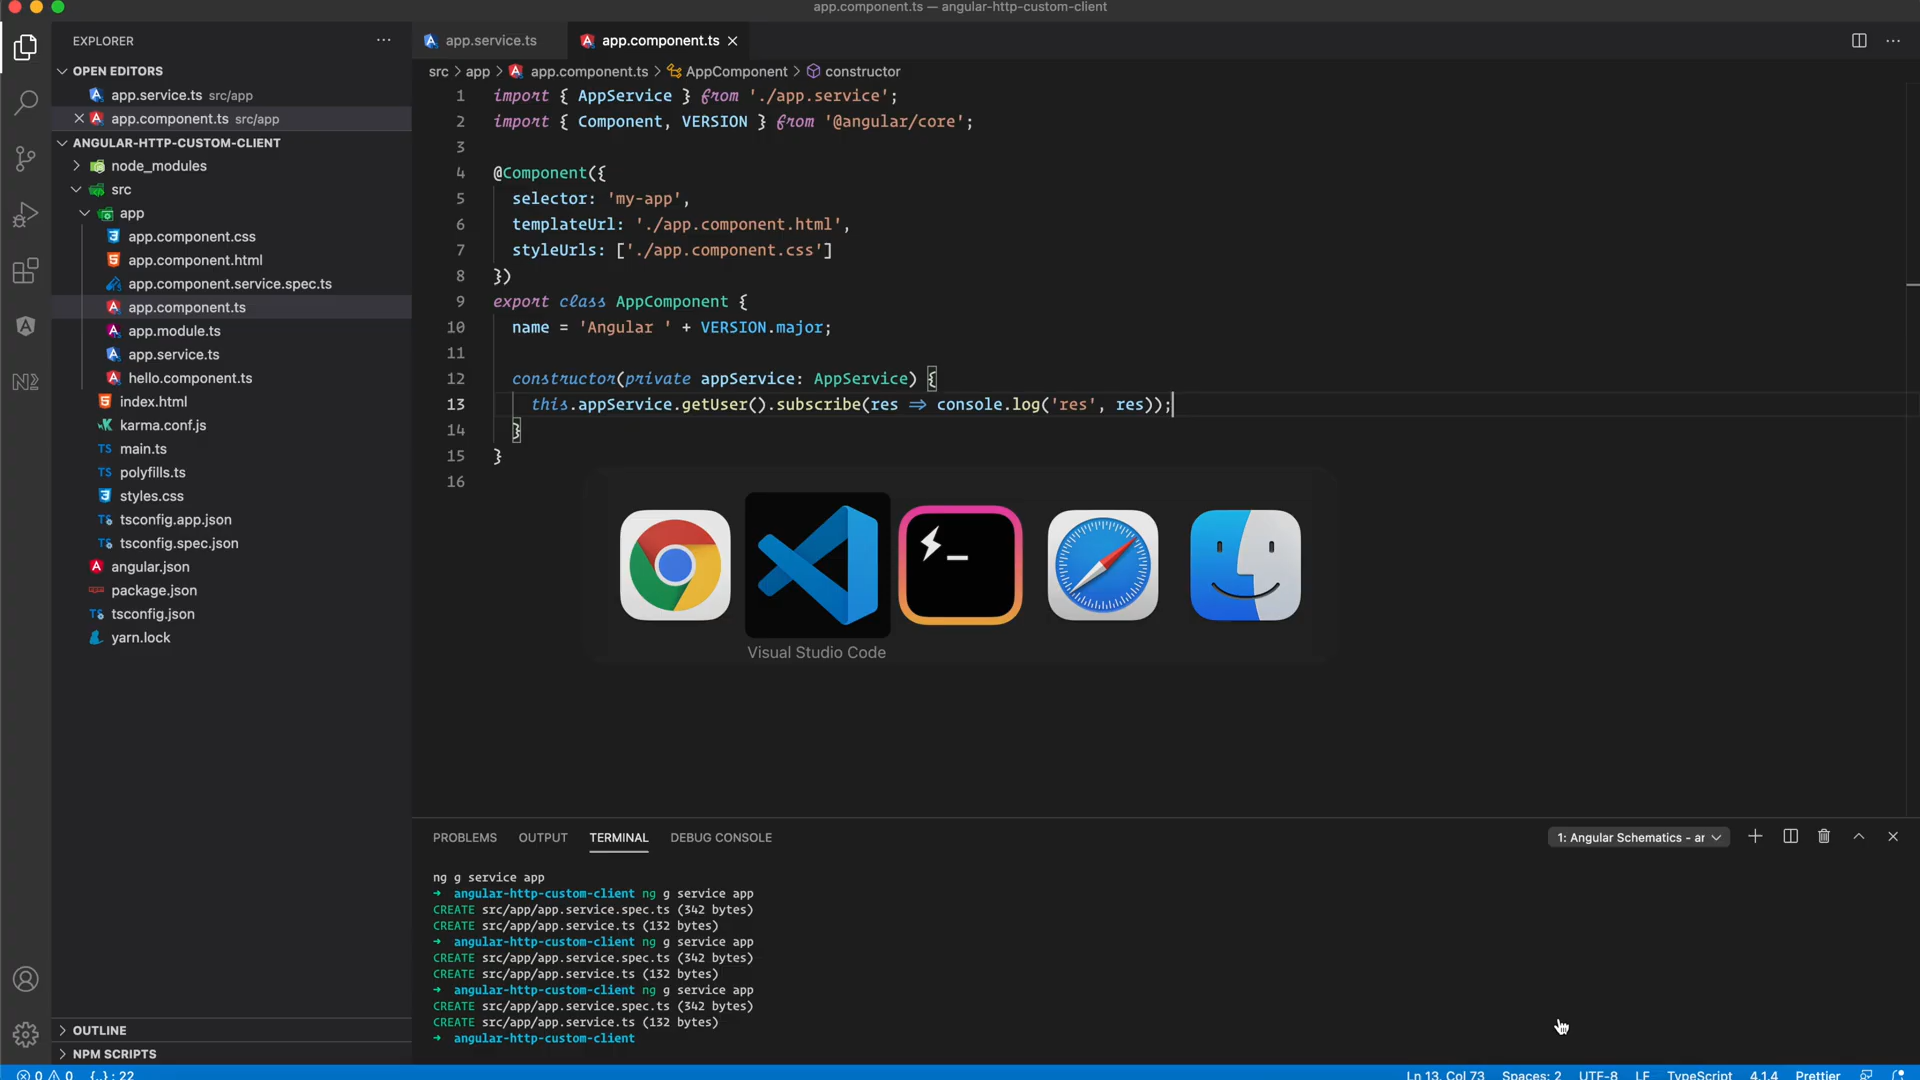 app.component.ts — angular-http-custom-client
EXPLORER
OPEN EDITORS
app.service.ts src/app
app.component.ts src/app
ANGULAR-HTTP-CUSTOM-CLIENT
node_modules
src
app
app.component.css
app.component.html
app.component.service.spec.ts
app.component.ts
app.module.ts
app.service.ts
hello.component.ts
index.html
karma.conf.js
TS main.ts
TS polyfills.ts
styles.css
TS tsconfig.app.json
TS tsconfig.spec.json
angular.json
package.json
TS tsconfig.json
yarn.lock
OUTLINE
NPM SCRIPTS
app.service.ts
app.component.ts
src > app > app.component.ts > AppComponent > constructor
1 import { AppService } from './app.service';
2 import { Component, VERSION } from '@angular/core';
3
4 @Component({
5 selector: 'my-app',
6 templateUrl: './app.component.html',
7 styleUrls: ['./app.component.css']
8 })
9 export class AppComponent {
10 name = 'Angular ' + VERSION.major;
11
12 constructor(private appService: AppService) {
13 this.appService.getUser().subscribe(res => console.log('res', res));
14 }
15 }
16
Visual Studio Code
PROBLEMS OUTPUT TERMINAL DEBUG CONSOLE
1: Angular Schematics - ar
ng g service app
→ angular-http-custom-client ng g service app
CREATE src/app/app.service.spec.ts (342 bytes)
CREATE src/app/app.service.ts (132 bytes)
→ angular-http-custom-client ng g service app
CREATE src/app/app.service.spec.ts (342 bytes)
CREATE src/app/app.service.ts (132 bytes)
→ angular-http-custom-client ng g service app
CREATE src/app/app.service.spec.ts (342 bytes)
CREATE src/app/app.service.ts (132 bytes)
→ angular-http-custom-client
0 0 {..} : 22
Ln 13, Col 73 Spaces: 2 UTF-8 LF TypeScript 4.1.4 Prettier